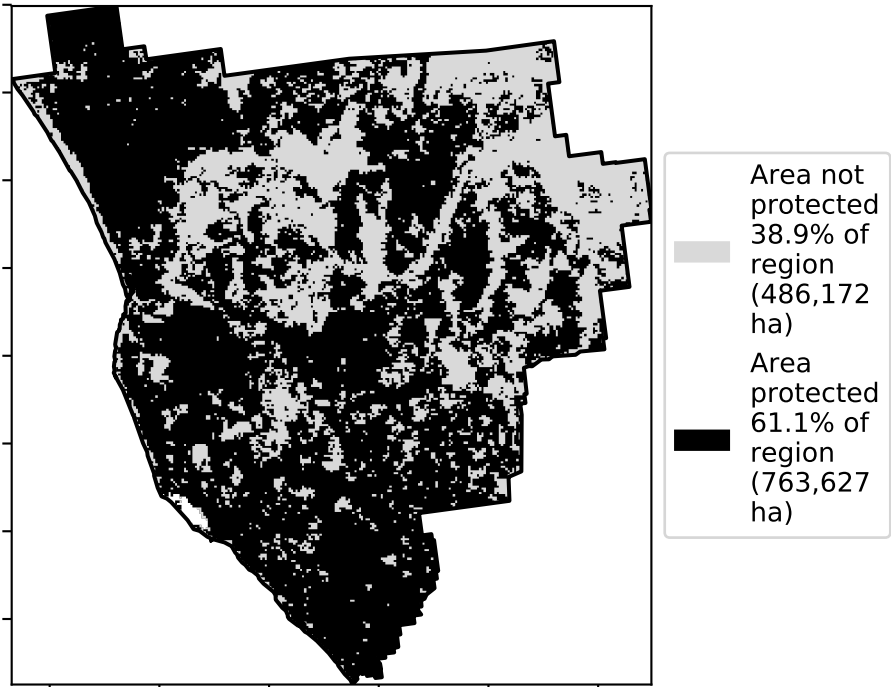 Area not
protected
38.9% of
region
(486,172
ha)
Area
protected
61.1% of
region
(763,627
ha)